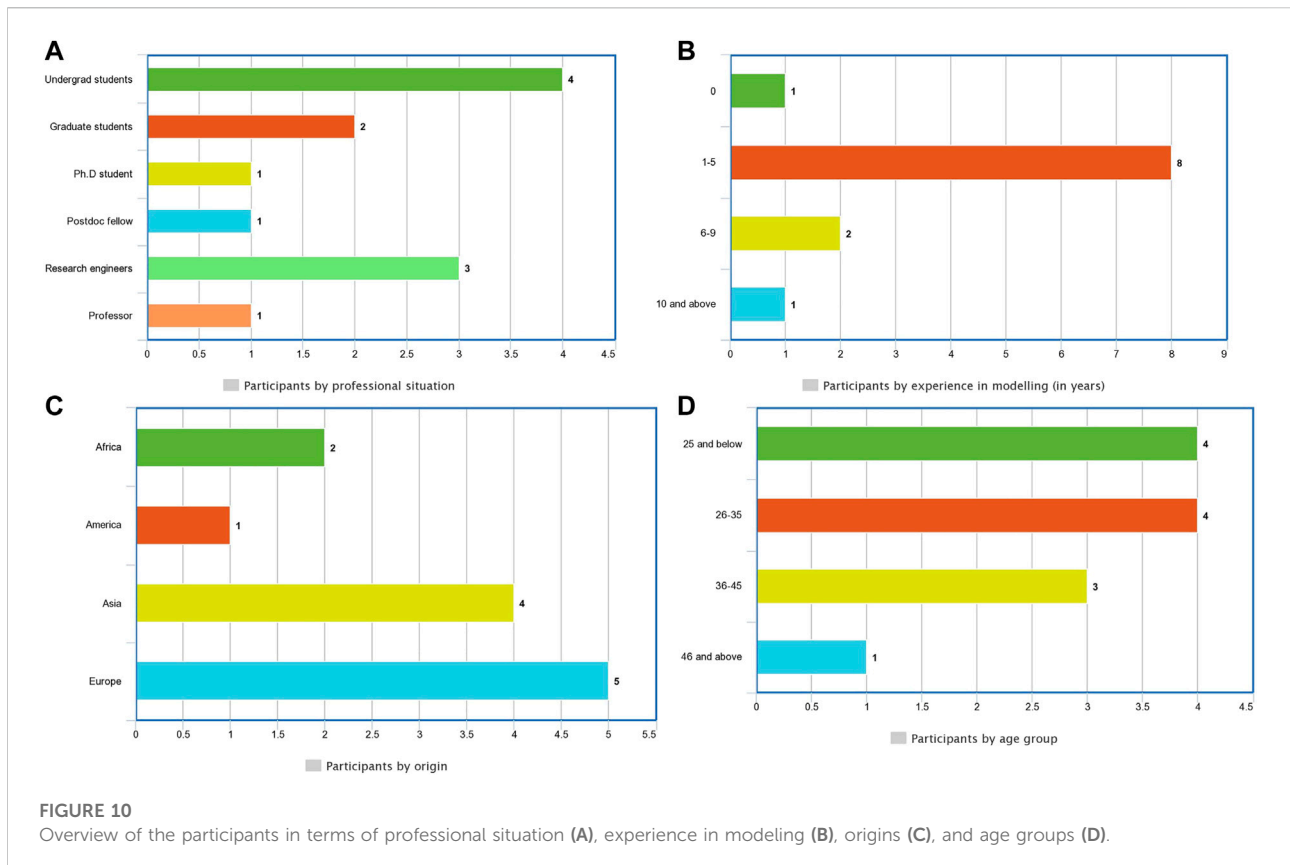 A
Undergrad students
4
Graduate students
2
Ph.D student
1
Postdoc fellow
1
Research engineers
3
Professor
1
0 0.5 1 1.5 2 2.5 3 3.5 4 4.5
Participants by professional situation
B
0
1
1-5
8
6-9
2
10 and above
1
0 1 2 3 4 5 6 7 8 9
Participants by experience in modelling (in years)
C
Africa
2
America
1
Asia
4
Europe
5
0 0.5 1 1.5 2 2.5 3 3.5 4 4.5 5 5.5
Participants by origin
D
25 and below
4
26-35
4
36-45
3
46 and above
1
0 0.5 1 1.5 2 2.5 3 3.5 4 4.5
Participants by age group
FIGURE 10
Overview of the participants in terms of professional situation (A), experience in modeling (B), origins (C), and age groups (D).